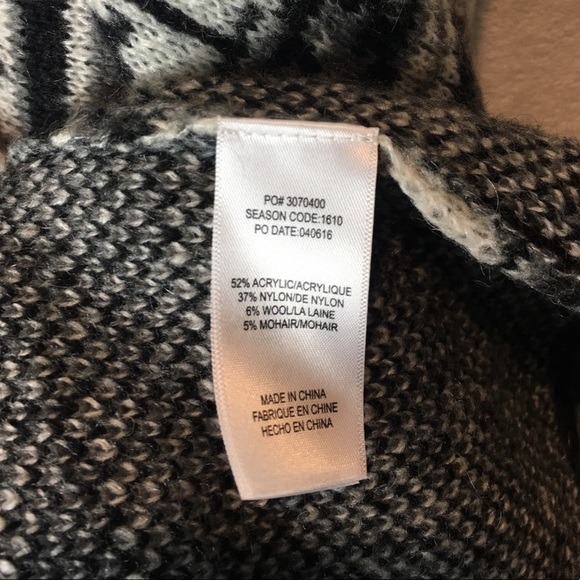 PO# 3070400
SEASON CODE:1610
PO DATE:040616
52% ACRYLIC/ACRYLIQUE
37% NYLON/DE NYLON
6% WOOL/LA LAINE
5% MOHAIR/MOHAIR
MADE IN CHINA
FABRIQUE EN CHINE
HECHO EN CHINA